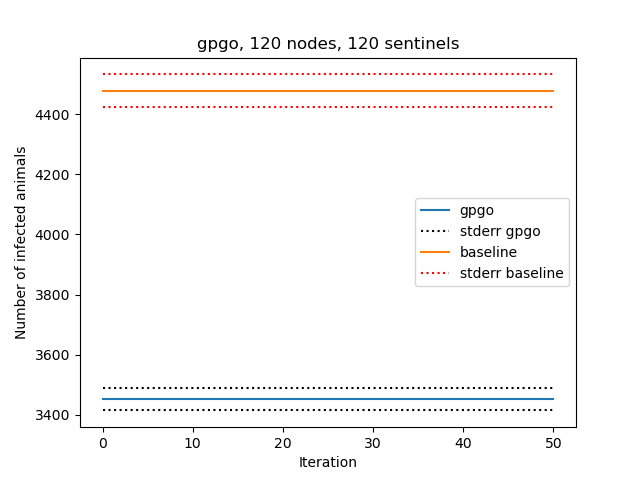 gpgo, 120 nodes, 120 sentinels
Number of infected animals
4400
4200
4000
3800
3600
3400
gpgo
stderr gpgo
baseline
stderr baseline
0 10 20 30 40 50
Iteration